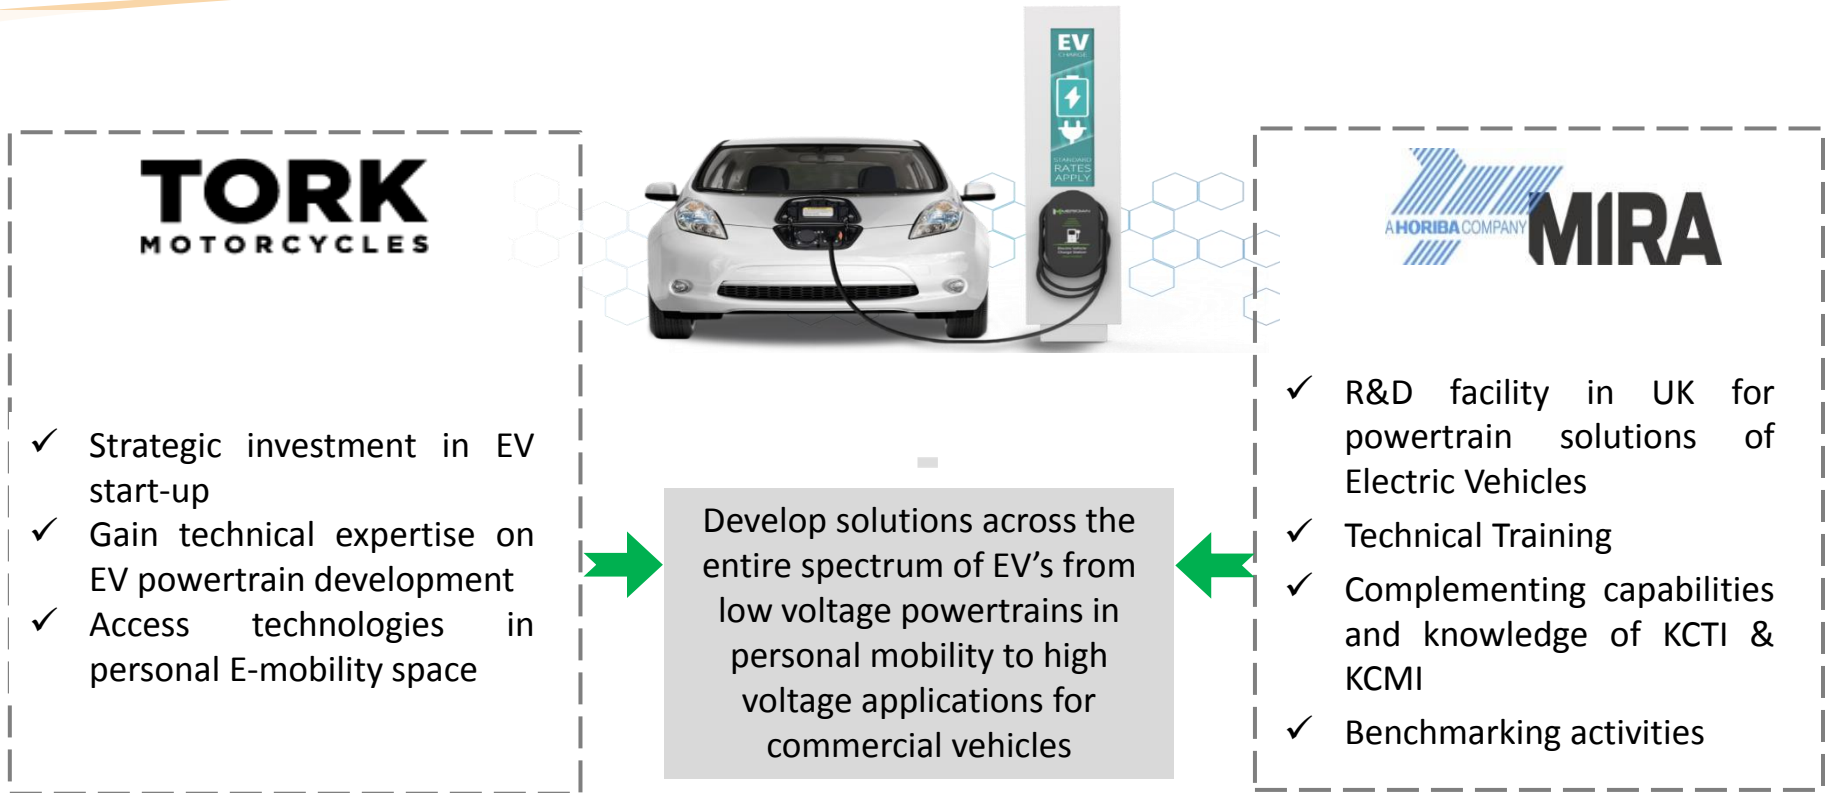 TORK
MOTORCYCLES
Strategic investment in EV
start-up
Gain technical expertise on
EV powertrain development
Access technologies in
personal E-mobility space
EV
CHARGE
STANDARD
RATES
APPLY
Develop solutions across the
entire spectrum of EV’s from
low voltage powertrains in
personal mobility to high
voltage applications for
commercial vehicles
A HORIBA COMPANY
MIRA
R&D facility in UK for
powertrain solutions of
Electric Vehicles
Technical Training
Complementing capabilities
and knowledge of KCTI &
KCMI
Benchmarking activities